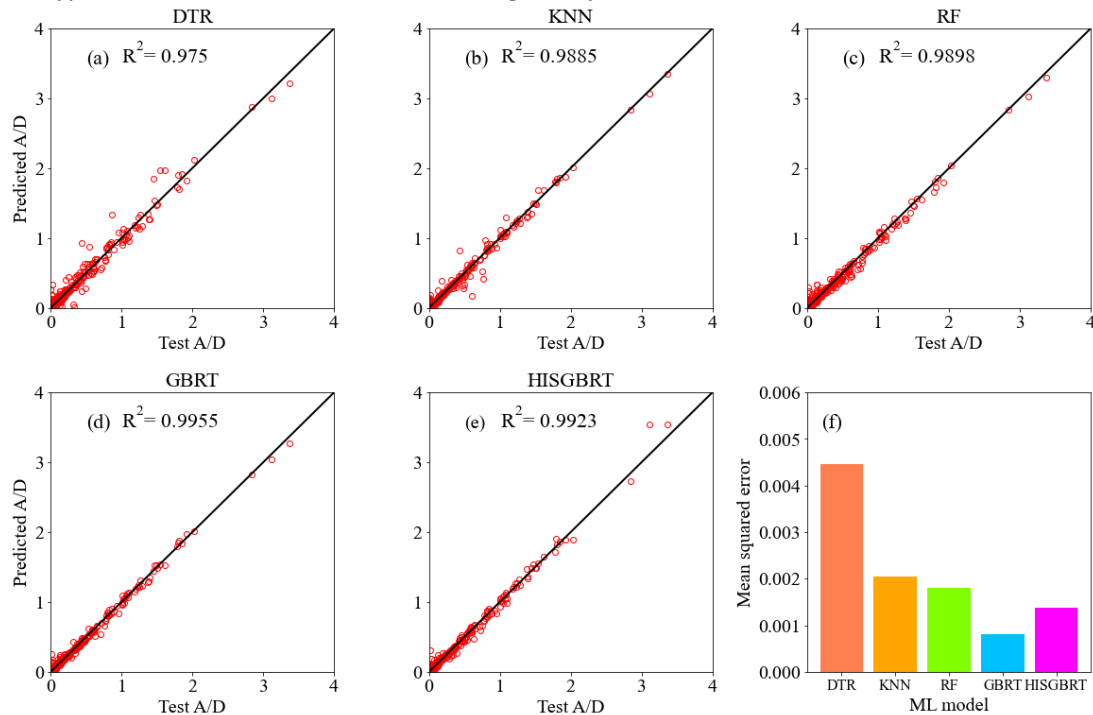 DTR
(a) R²= 0.975
Predicted A/D
4
3
2
1
0
0 1 2 3 4
Test A/D
KNN
(b) R²= 0.9885
4
3
2
1
0
0 1 2 3 4
Test A/D
RF
(c) R²= 0.9898
4
3
2
1
0
0 1 2 3 4
Test A/D
GBRT
(d) R²= 0.9955
Predicted A/D
4
3
2
1
0
0 1 2 3 4
Test A/D
HISGBRT
(e) R²= 0.9923
4
3
2
1
0
0 1 2 3 4
Test A/D
(f)
Mean squared error
0.006
0.005
0.004
0.003
0.002
0.001
0.000
DTR KNN RF GBRT HISGBRT
ML model